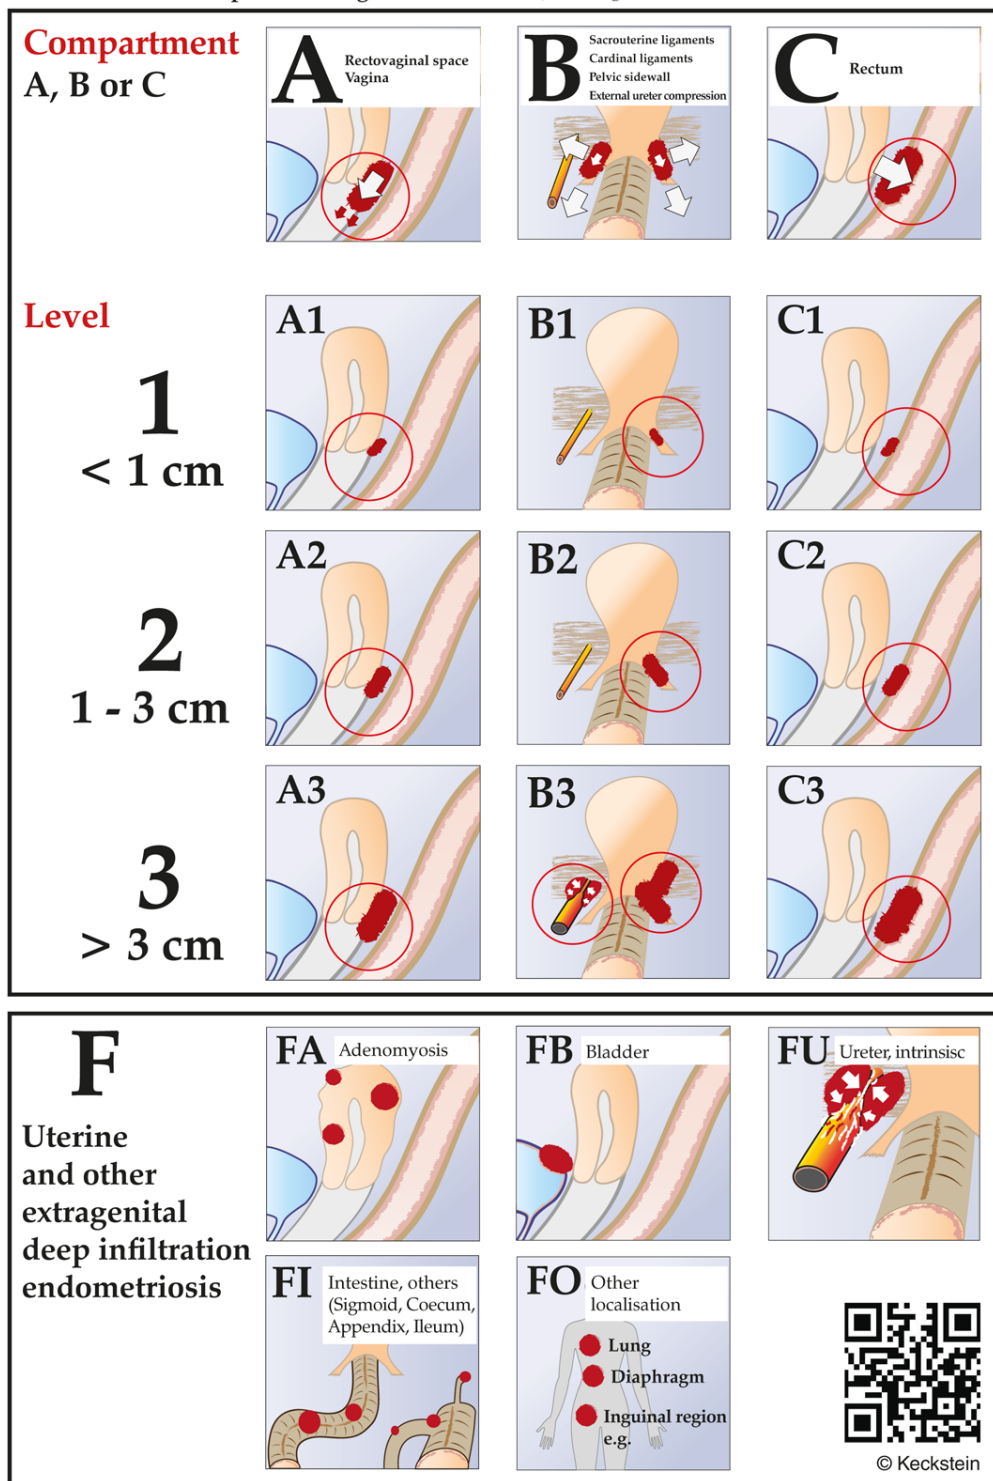 Compartment
A, B or C
A
Rectovaginal space
Vagina
B
Sacrouterine ligaments
Cardinal ligaments
Pelvic sidewall
External ureter compression
C
Rectum
Level
1
< 1 cm
A1
B1
C1
2
1 - 3 cm
A2
B2
C2
3
> 3 cm
A3
B3
C3
F
Uterine
and other
extragenital
deep infiltration
endometriosis
FA
Adenomyosis
FB
Bladder
FU
Ureter, intrinsisc
FI
Intestine, others
(Sigmoid, Coecum,
Appendix, Ileum)
FO
Other
localisation
Lung
Diaphragm
Inguinal region
e.g.
© Keckstein